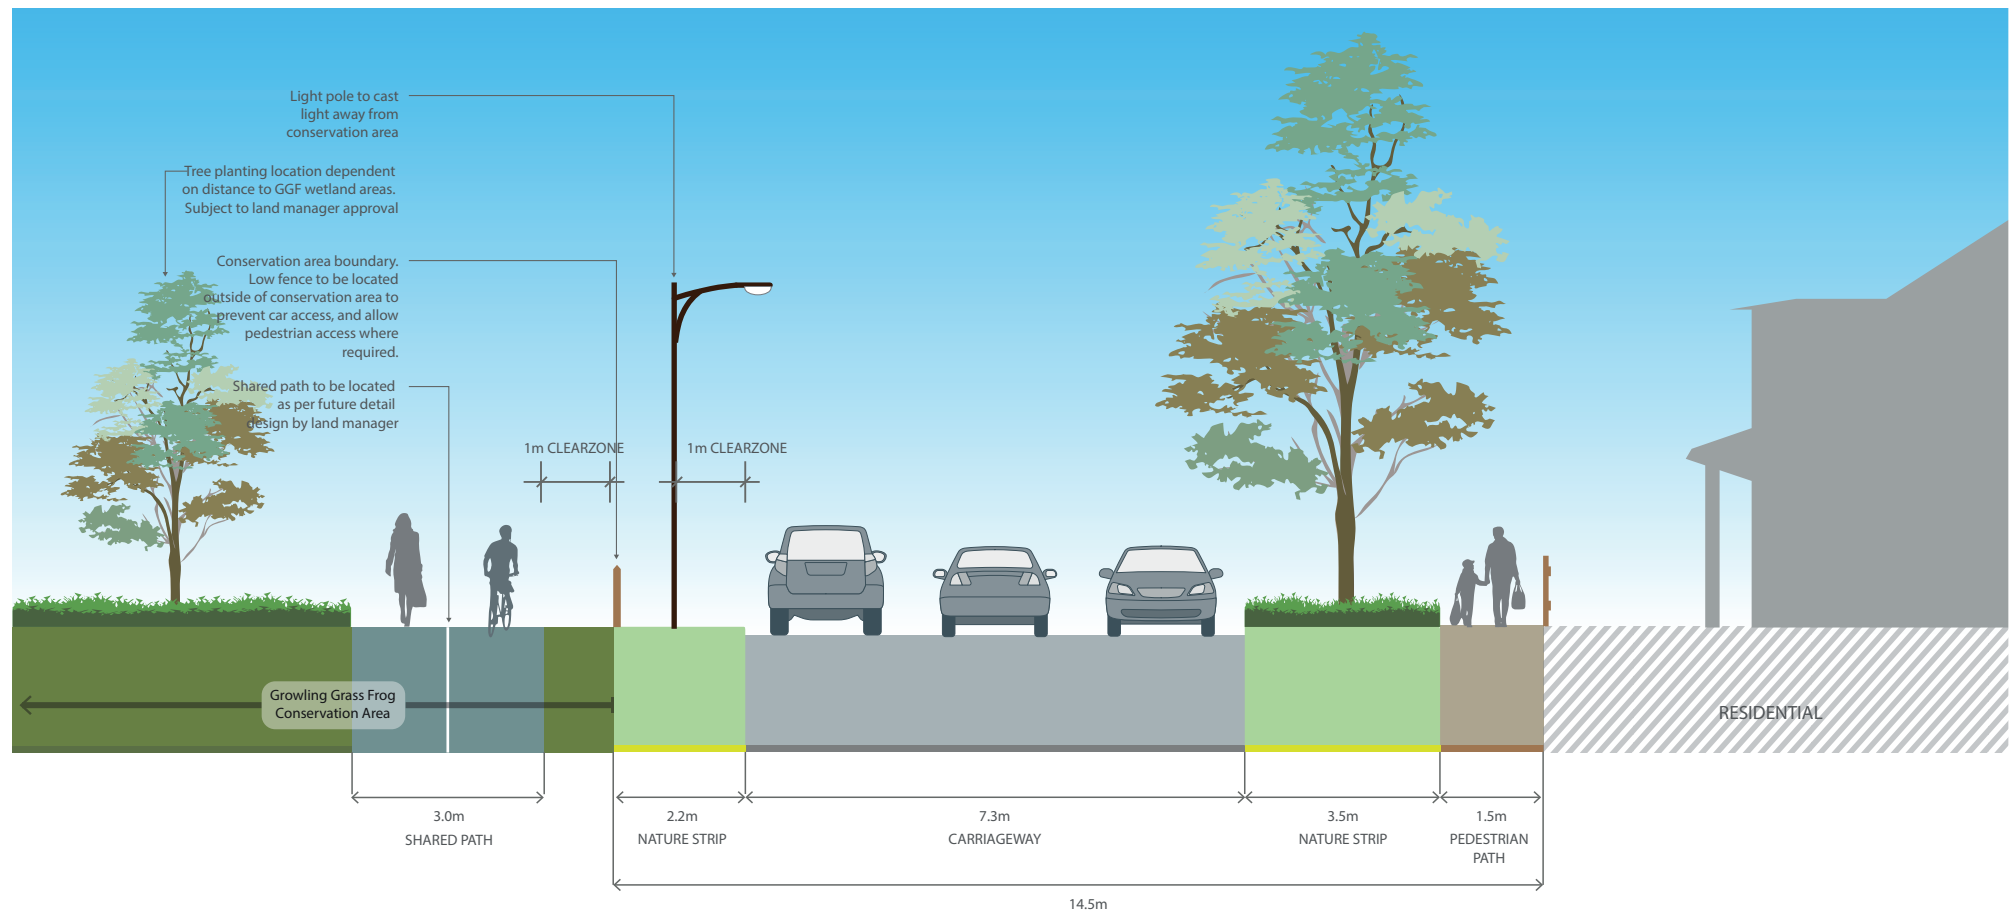 Light pole to cast
light away from
conservation area
Tree planting location dependent
on distance to GGF wetland areas.
Subject to land manager approval
Conservation area boundary.
Low fence to be located
outside of conservation area to
prevent car access, and allow
pedestrian access where
required.
Shared path to be located
as per future detail
design by land manager
1m CLEARZONE
1m CLEARZONE
Growling Grass Frog
Conservation Area
RESIDENTIAL
3.0m
SHARED PATH
2.2m
NATURE STRIP
7.3m
CARRIAGEWAY
3.5m
NATURE STRIP
1.5m
PEDESTRIAN
PATH
14.5m